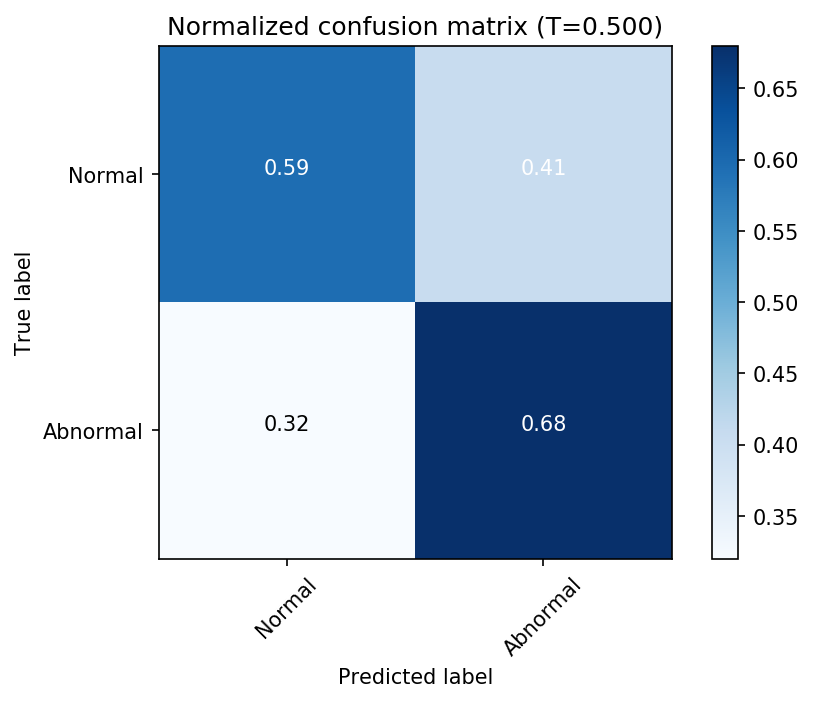 Normalized confusion matrix (T=0.500)
True label
Normal
0.59
0.41
Abnormal
0.32
0.68
Normal
Abnormal
Predicted label
0.65
0.60
0.55
0.50
0.45
0.40
0.35